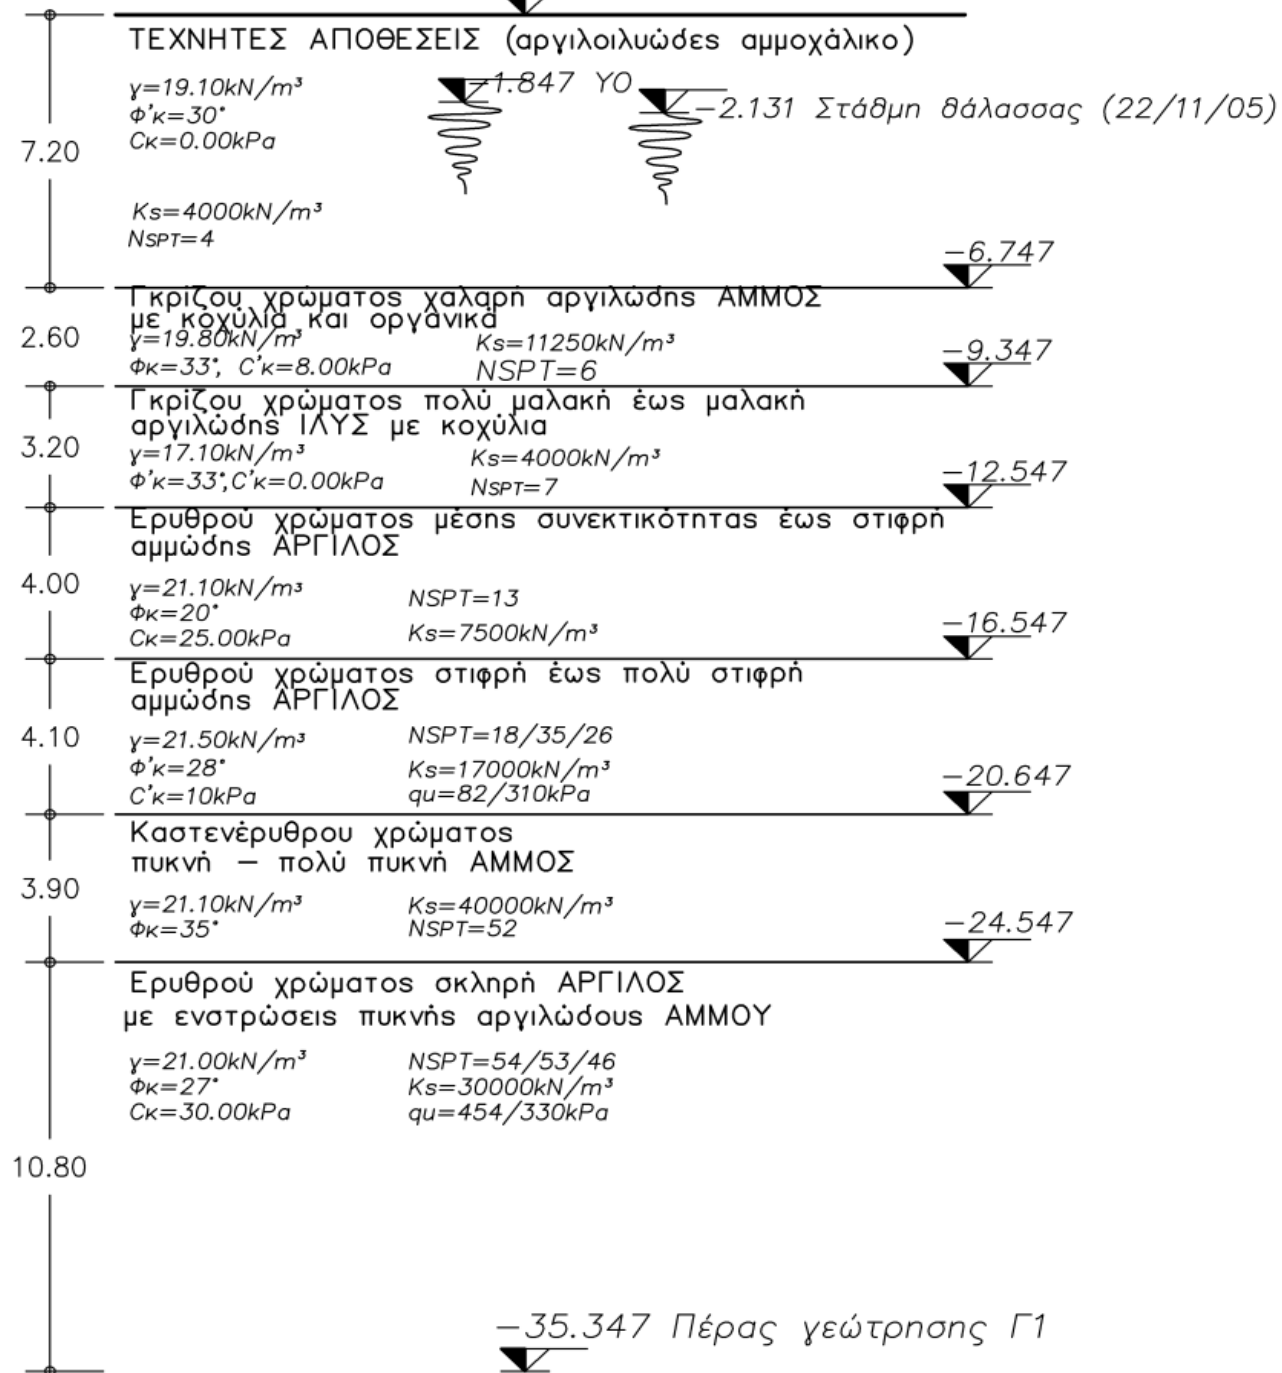 ΤΕΧΝΗΤΕΣ ΑΠΟΘΕΣΕΙΣ (αργιλοιλυώδες αμμοχάλικο)
γ=19.10kN/m³
Φ'κ=30°
Cκ=0.00kPa
-1.847 ΥΟ
-2.131 Στάθμη θάλασσας (22/11/05)
7.20
Ks=4000kN/m³
NSPT=4
-6.747
Γκρίζου χρώματος χαλαρή αργιλώδης ΑΜΜΟΣ
με κοχύλια και οργανικά
2.60
γ=19.80kN/m³
Ks=11250kN/m³
Φκ=33°, C'κ=8.00kPa
NSPT=6
-9.347
Γκρίζου χρώματος πολύ μαλακή έως μαλακή
αργιλώδης ΙΛΥΣ με κοχύλια
3.20
γ=17.10kN/m³
Ks=4000kN/m³
Φ'κ=33°,C'κ=0.00kPa
NSPT=7
-12.547
Ερυθρού χρώματος μέσης συνεκτικότητας έως στιφρή
αμμώδης ΑΡΓΙΛΟΣ
4.00
γ=21.10kN/m³
NSPT=13
Φκ=20°
Cκ=25.00kPa
Ks=7500kN/m³
-16.547
Ερυθρού χρώματος στιφρή έως πολύ στιφρή
αμμώδης ΑΡΓΙΛΟΣ
4.10
γ=21.50kN/m³
NSPT=18/35/26
Φ'κ=28°
Ks=17000kN/m³
C'κ=10kPa
qu=82/310kPa
-20.647
Καστενέρυθρου χρώματος
πυκνή – πολύ πυκνή ΑΜΜΟΣ
3.90
γ=21.10kN/m³
Ks=40000kN/m³
Φκ=35°
NSPT=52
-24.547
Ερυθρού χρώματος σκληρή ΑΡΓΙΛΟΣ
με ενστρώσεις πυκνής αργιλώδους ΑΜΜΟΥ
γ=21.00kN/m³
NSPT=54/53/46
Φκ=27°
Ks=30000kN/m³
Cκ=30.00kPa
qu=454/330kPa
10.80
-35.347 Πέρας γεώτρησης Γ1